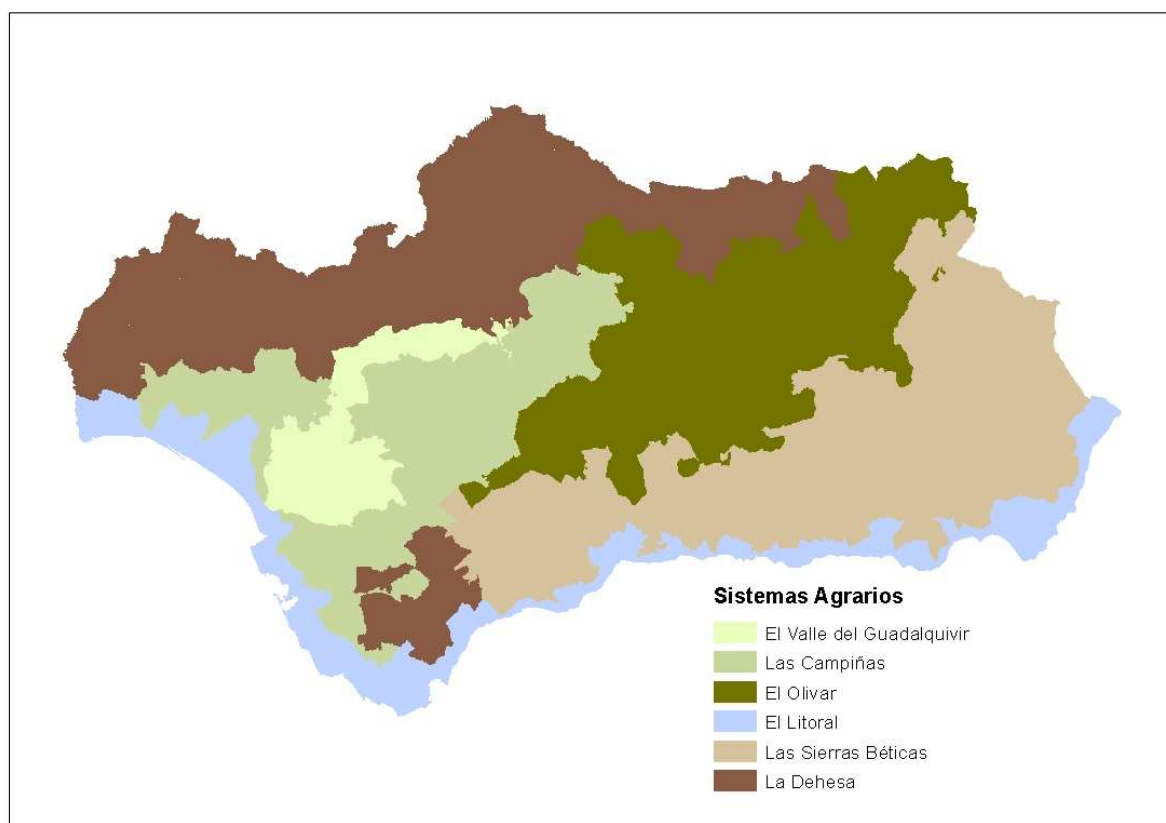 Sistemas Agrarios
El Valle del Guadalquivir
Las Campiñas
El Olivar
El Litoral
Las Sierras Béticas
La Dehesa